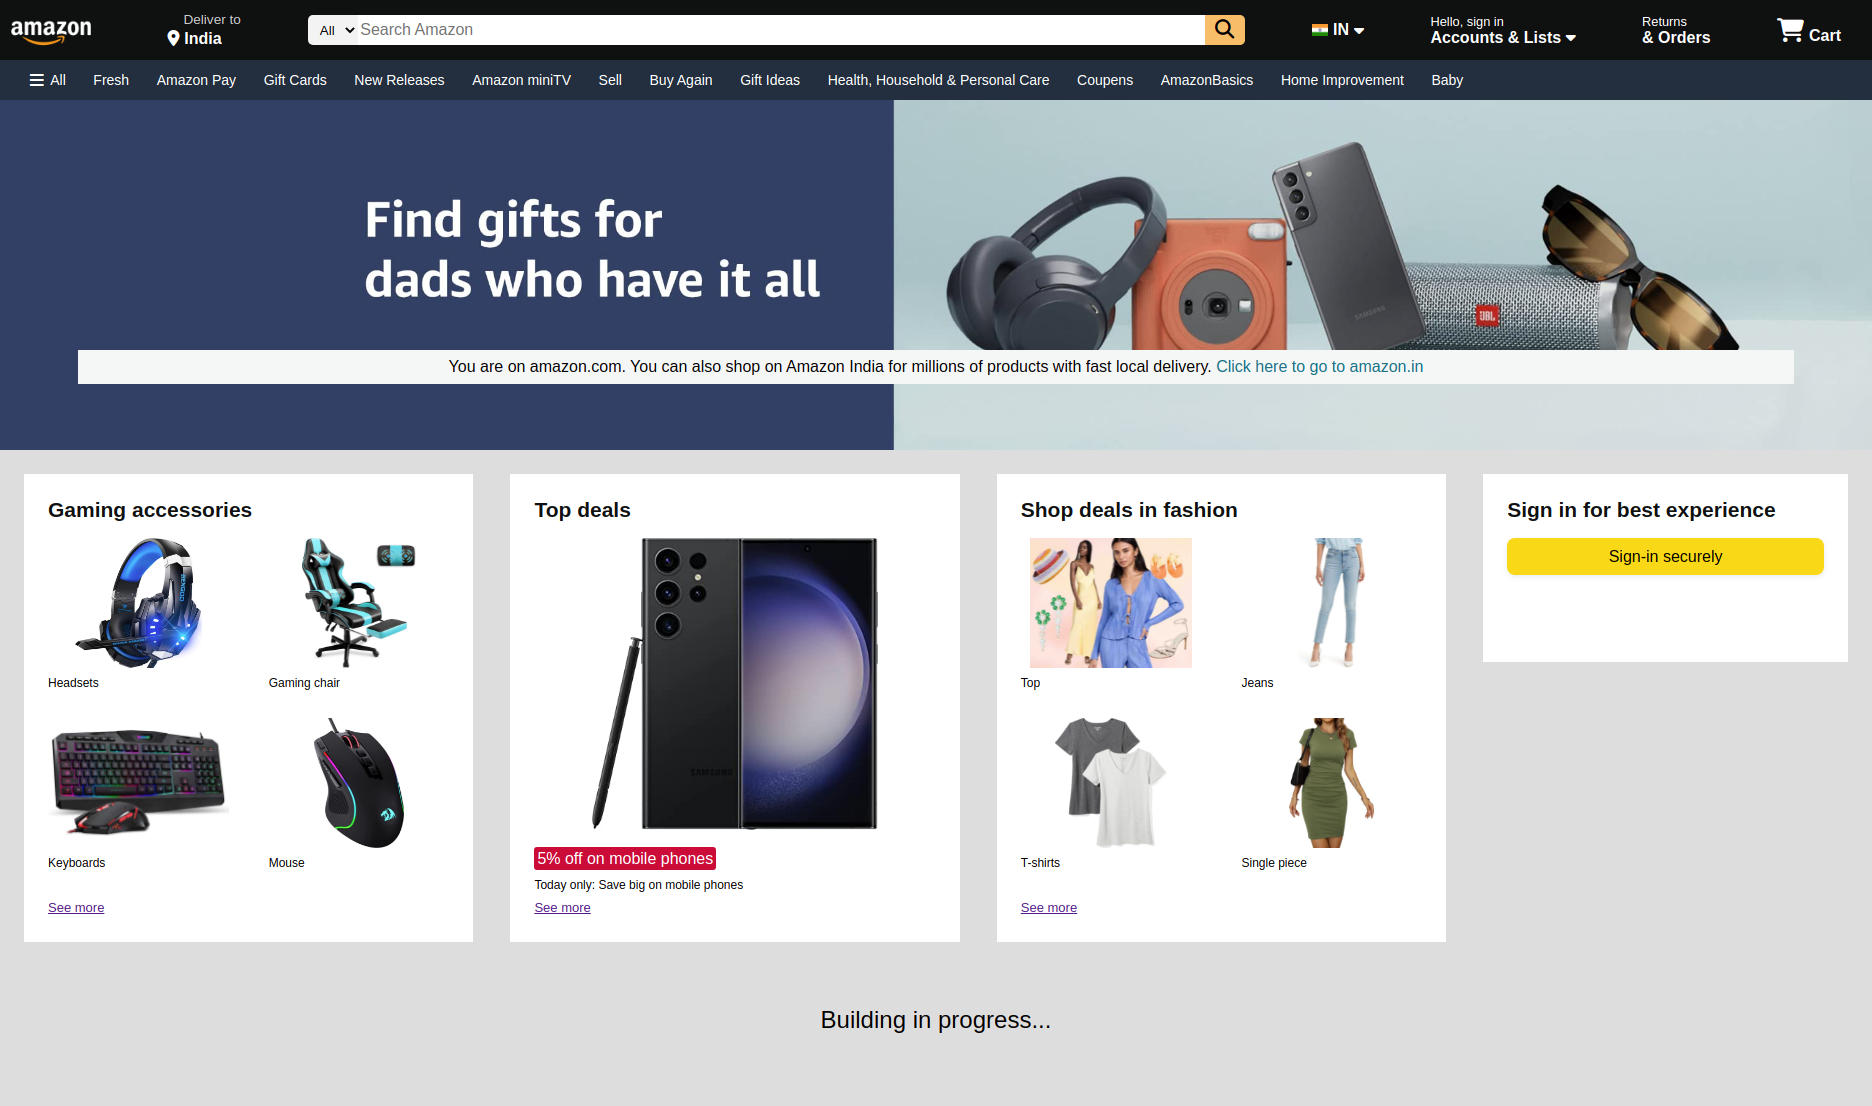 amazon
Deliver to
India
All
Search Amazon
IN
Hello, sign in
Accounts & Lists
Returns
& Orders
Cart
All Fresh Amazon Pay Gift Cards New Releases Amazon miniTV Sell Buy Again Gift Ideas Health, Household & Personal Care Coupens AmazonBasics Home Improvement Baby
Find gifts for
dads who have it all
SAMSUNG
JBL
You are on amazon.com. You can also shop on Amazon India for millions of products with fast local delivery. Click here to go to amazon.in
Gaming accessories
Headsets
Gaming chair
Keyboards
Mouse
See more
Top deals
SAMSUNG
5% off on mobile phones
Today only: Save big on mobile phones
See more
Shop deals in fashion
Top
Jeans
T-shirts
Single piece
See more
Sign in for best experience
Sign-in securely
Building in progress...